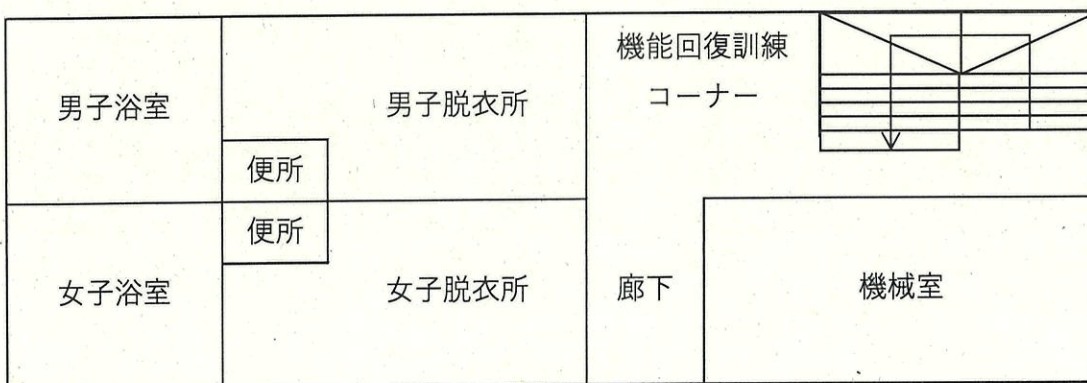 機能回復訓練
コーナー
男子浴室
男子脱衣所
便所
便所
女子浴室
女子脱衣所
廊下
機械室